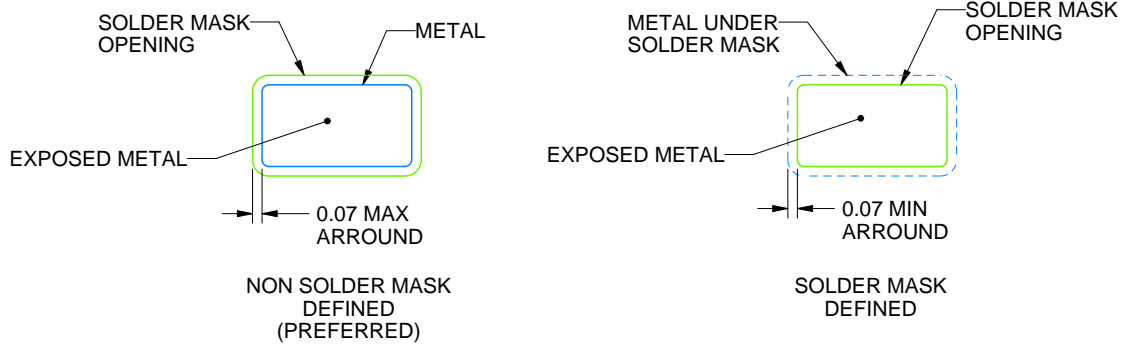 SOLDER MASK
OPENING
METAL
EXPOSED METAL
0.07 MAX
ARROUND
NON SOLDER MASK
DEFINED
(PREFERRED)
METAL UNDER
SOLDER MASK
SOLDER MASK
OPENING
EXPOSED METAL
0.07 MIN
ARROUND
SOLDER MASK
DEFINED